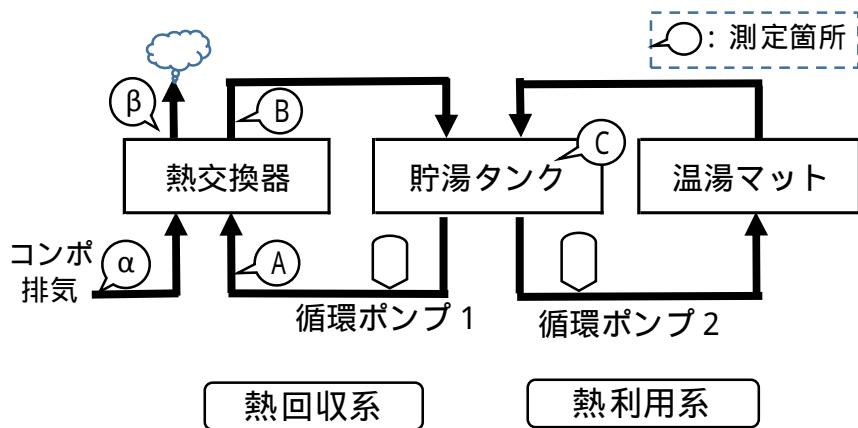 : 測定箇所
β
B
C
熱交換器
貯湯タンク
温湯マット
コンポ
排気
α
A
循環ポンプ1
循環ポンプ2
熱回収系
熱利用系